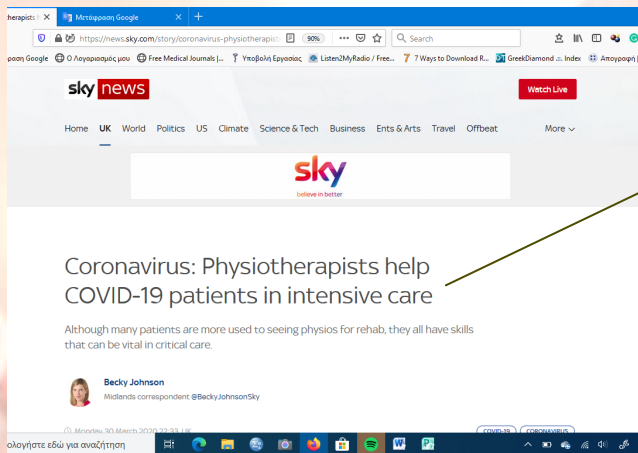 herapists h X Μετάφραση Google X +
https://news.sky.com/story/coronavirus-physiotherapist 90% ... Search
ραση Google Ο Λογαριασμός μου Free Medical Journals |... Υποβολή Εργασίας Listen2MyRadio / Free... 7 Ways to Download R... GreekDiamond .:. Index Απογραφή |
sky news
Watch Live
Home UK World Politics US Climate Science & Tech Business Ents & Arts Travel Offbeat More
sky
believe in better
Coronavirus: Physiotherapists help
COVID-19 patients in intensive care
Although many patients are more used to seeing physios for rehab, they all have skills
that can be vital in critical care.
Becky Johnson
Midlands correspondent @BeckyJohnsonSky
Monday 30 March 2020 22:33, UK
COVID-19 CORONAVIRUS
ολογήστε εδώ για αναζήτηση